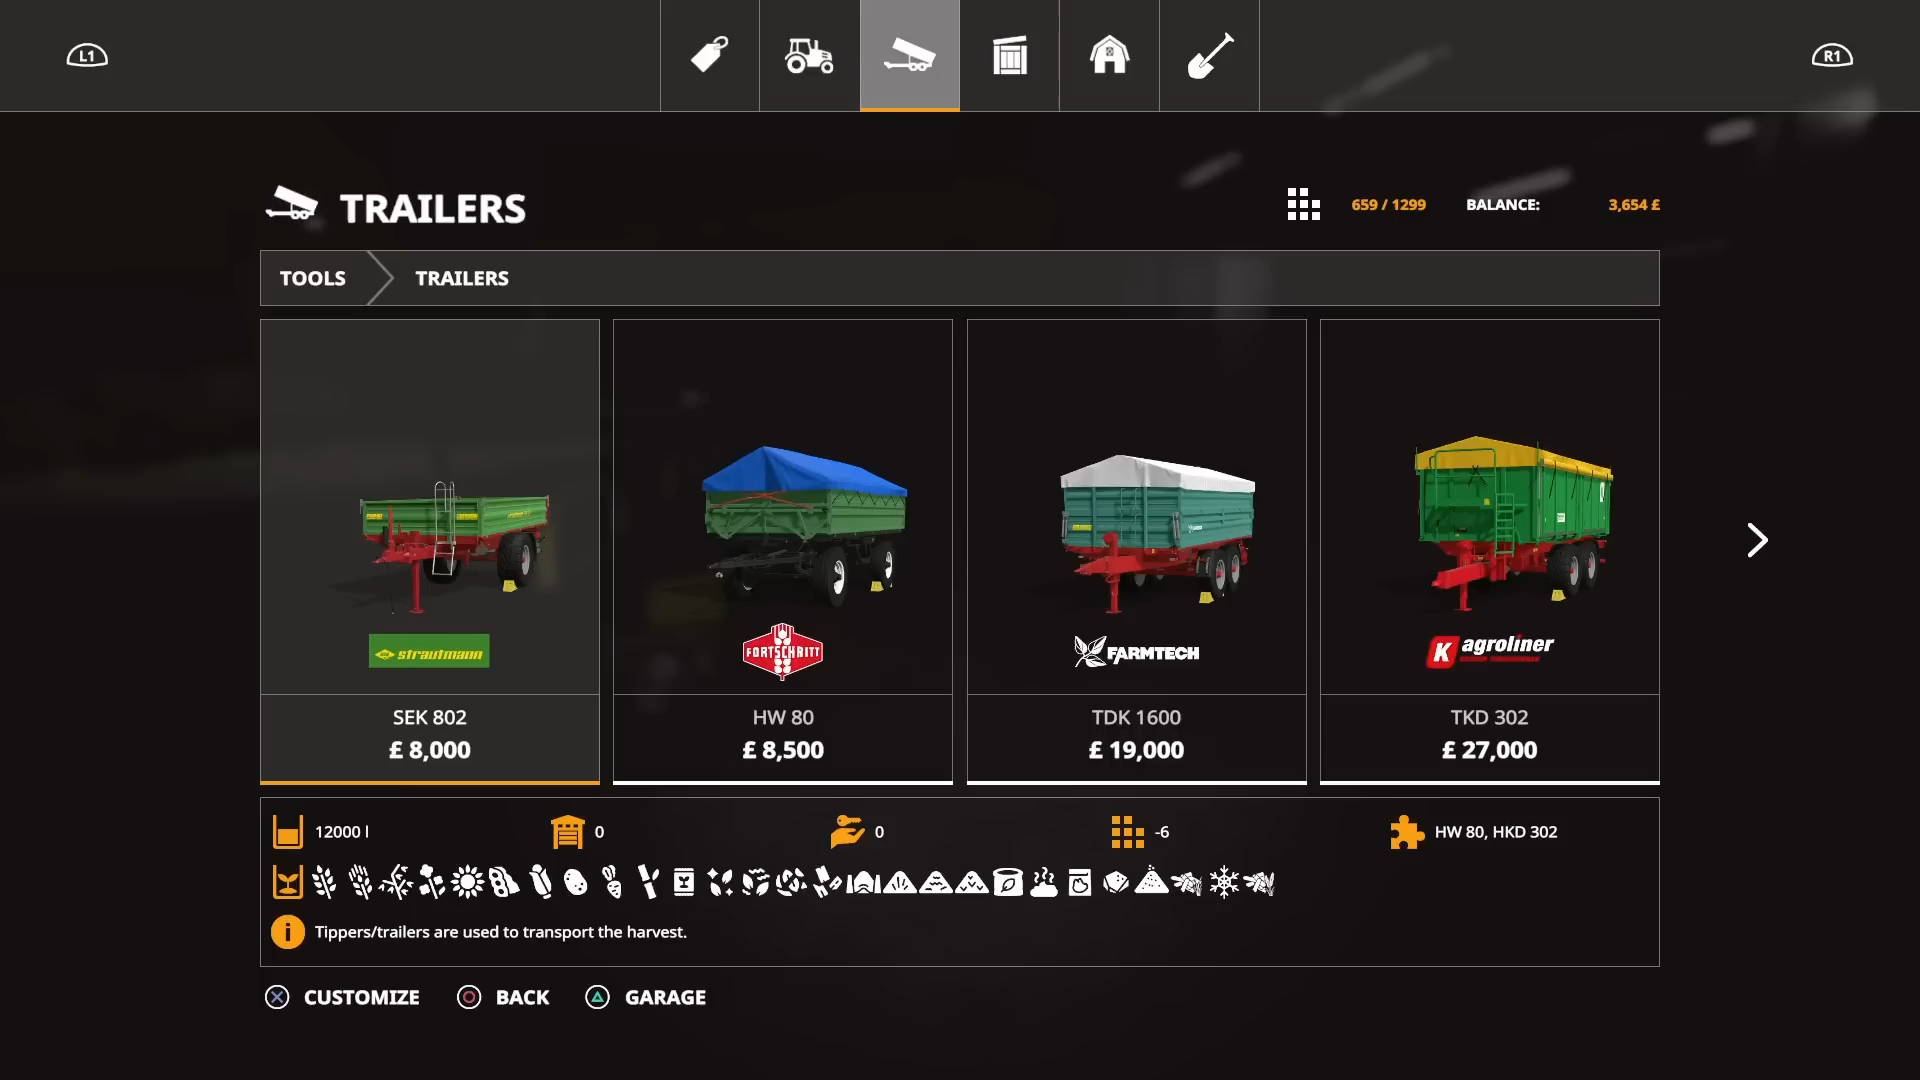 L1
R1
TRAILERS
659 / 1299 BALANCE: 3,654 £
TOOLS TRAILERS
strautmann
FORTSCHRITT
FARMTECH
K agroliner
SEK 802
£ 8,000
HW 80
£ 8,500
TDK 1600
£ 19,000
TKD 302
£ 27,000
12000 l 0 0 -6 HW 80, HKD 302
i Tippers/trailers are used to transport the harvest.
CUSTOMIZE BACK GARAGE